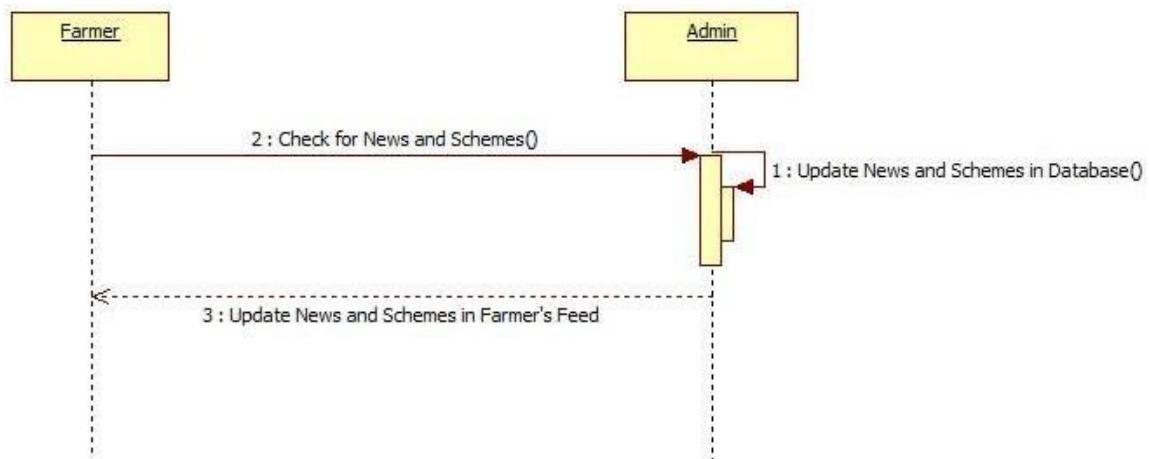 Farmer
Admin
2 : Check for News and Schemes()
1 : Update News and Schemes in Database()
3 : Update News and Schemes in Farmer's Feed